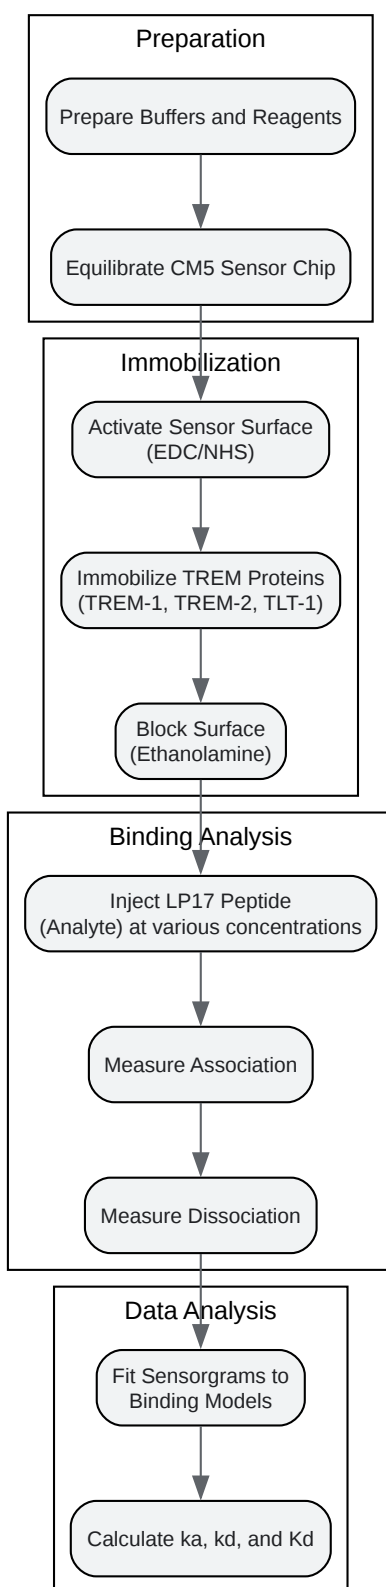 Preparation
Prepare Buffers and Reagents
Equilibrate CM5 Sensor Chip
Immobilization
Activate Sensor Surface
(EDC/NHS)
Immobilize TREM Proteins
(TREM-1, TREM-2, TLT-1)
Block Surface
(Ethanolamine)
Binding Analysis
Inject LP17 Peptide
(Analyte) at various concentrations
Measure Association
Measure Dissociation
Data Analysis
Fit Sensorgrams to
Binding Models
Calculate ka, kd, and Kd